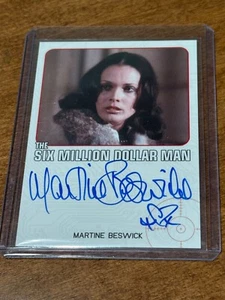 THE
SIX MILLION DOLLAR MAN
Martine Beswick
MARTINE BESWICK